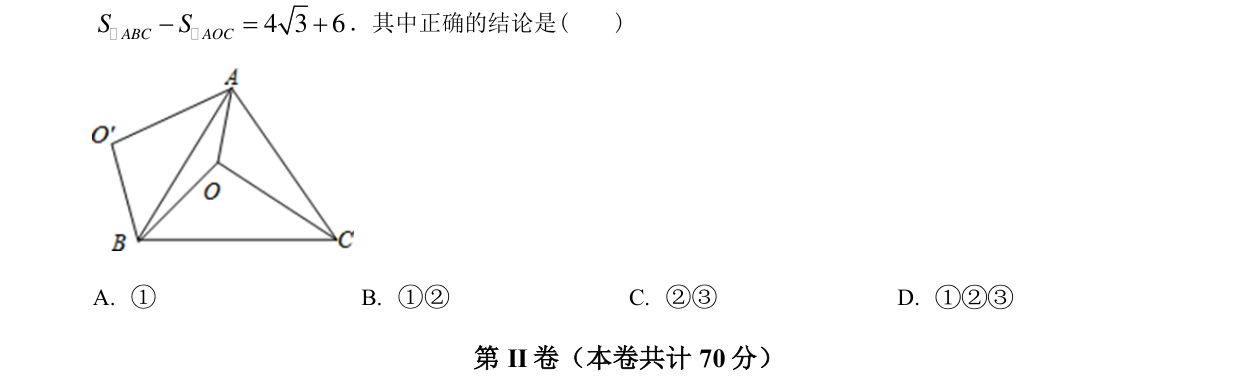 S□ABC − S□AOC = 4√3 + 6．其中正确的结论是(　　)
A
O'
O
B
C
A. ① B. ①② C. ②③ D. ①②③
第 II 卷（本卷共计 70 分）